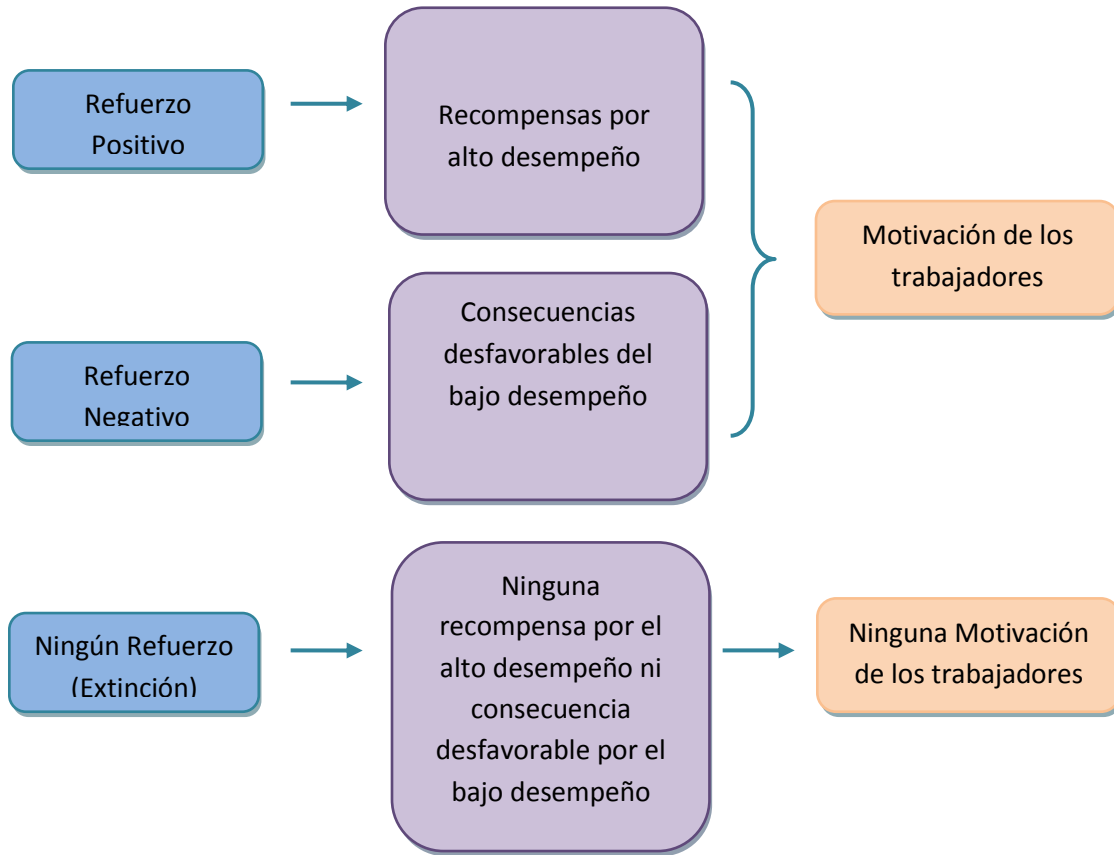 Refuerzo
Positivo
Recompensas por
alto desempeño
Motivación de los
trabajadores
Refuerzo
Negativo
Consecuencias
desfavorables del
bajo desempeño
Ningún Refuerzo
(Extinción)
Ninguna
recompensa por el
alto desempeño ni
consecuencia
desfavorable por el
bajo desempeño
Ninguna Motivación
de los trabajadores